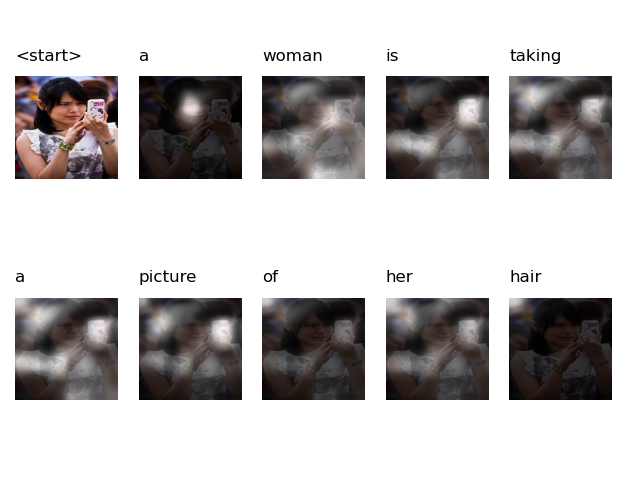 <start> a woman is taking
a picture of her hair